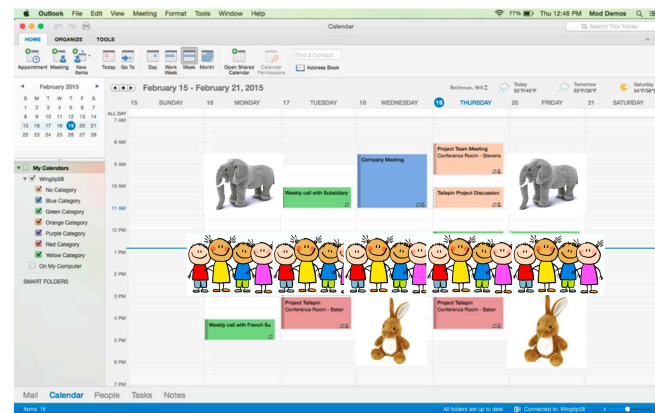 Outlook File Edit View Meeting Format Tools Window Help 77% Thu 12:46 PM Mod Demos
Calendar
Search This Folder
HOME ORGANIZE TOOLS
Appointment Meeting New Items Today Go To Day Work Week Week Month Open Shared Calendar Calendar Permissions
Find a Contact
Address Book
February 2015
S M T W T F S
1 2 3 4 5 6 7
8 9 10 11 12 13 14
15 16 17 18 19 20 21
22 23 24 25 26 27 28
My Calendars
Wingtip58
No Category
Blue Category
Green Category
Orange Category
Purple Category
Red Category
Yellow Category
On My Computer
SMART FOLDERS
February 15 - February 21, 2015
Bellevue, WA
Today
Tomorrow
53°F/38°F
Saturday
54°F/38°F
15 SUNDAY 16 MONDAY 17 TUESDAY 18 WEDNESDAY 19 THURSDAY 20 FRIDAY 21 SATURDAY
ALL DAY
7 AM
8 AM
Project Team Meeting
Conference Room - Stevens
Company Meeting
9 AM
10 AM
Weekly call with Subsidiary
Tailspin Project Discussion
11 AM
12 PM
1 PM
2 PM
3 PM
Project Tailspin
Conference Room - Baker
Project Tailspin
Conference Room - Baker
4 PM
Weekly call with French Su
5 PM
6 PM
7 PM
Mail Calendar People Tasks Notes
Items: 16 All folders are up to date Connected to: Wingtip58